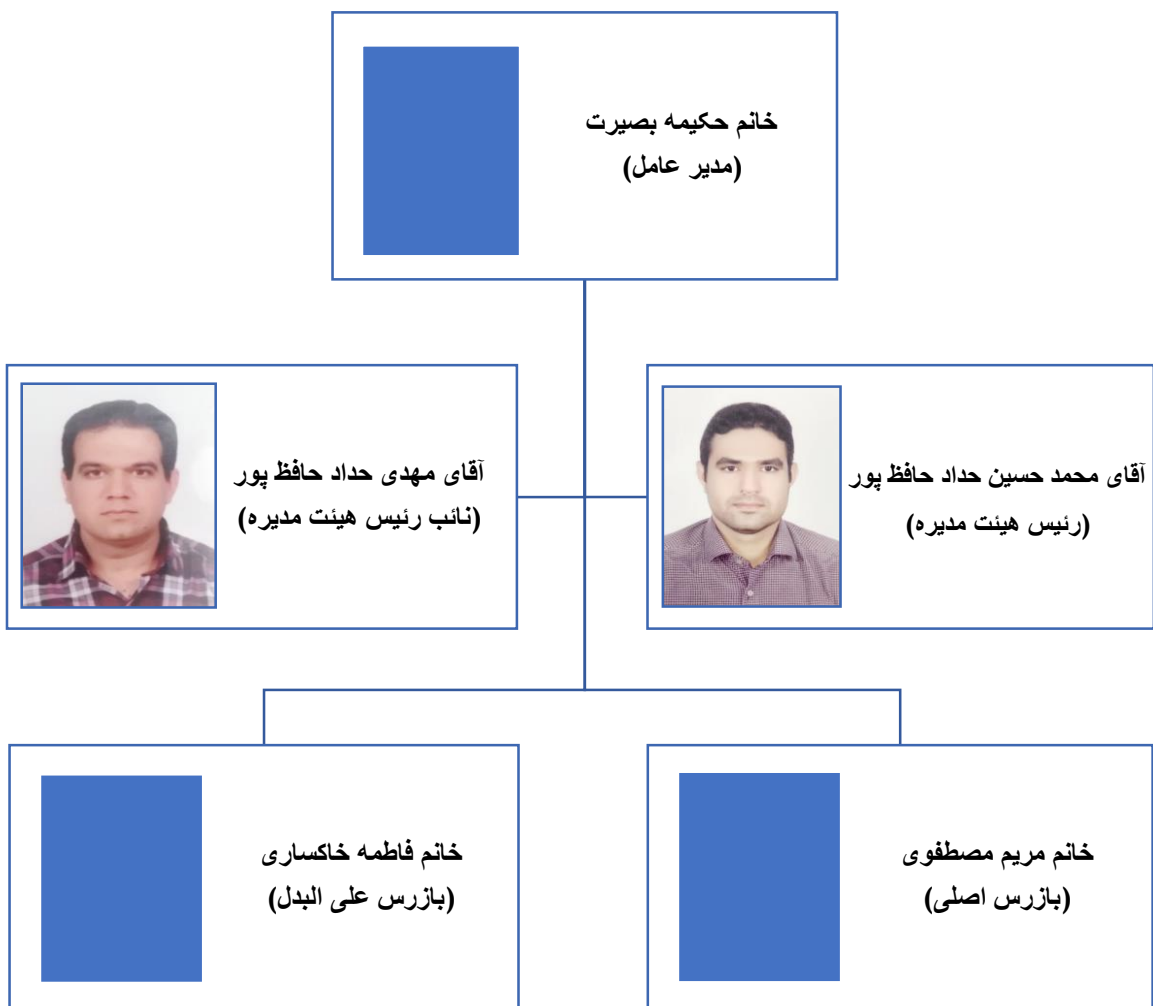 خانم حکیمه بصیرت
(مدیر عامل)
آقای محمد حسین حداد حافظ پور
(رئیس هیئت مدیره)
آقای مهدی حداد حافظ پور
(نائب رئیس هیئت مدیره)
خانم مریم مصطفوی
(بازرس اصلی)
خانم فاطمه خاکساری
(بازرس علی البدل)